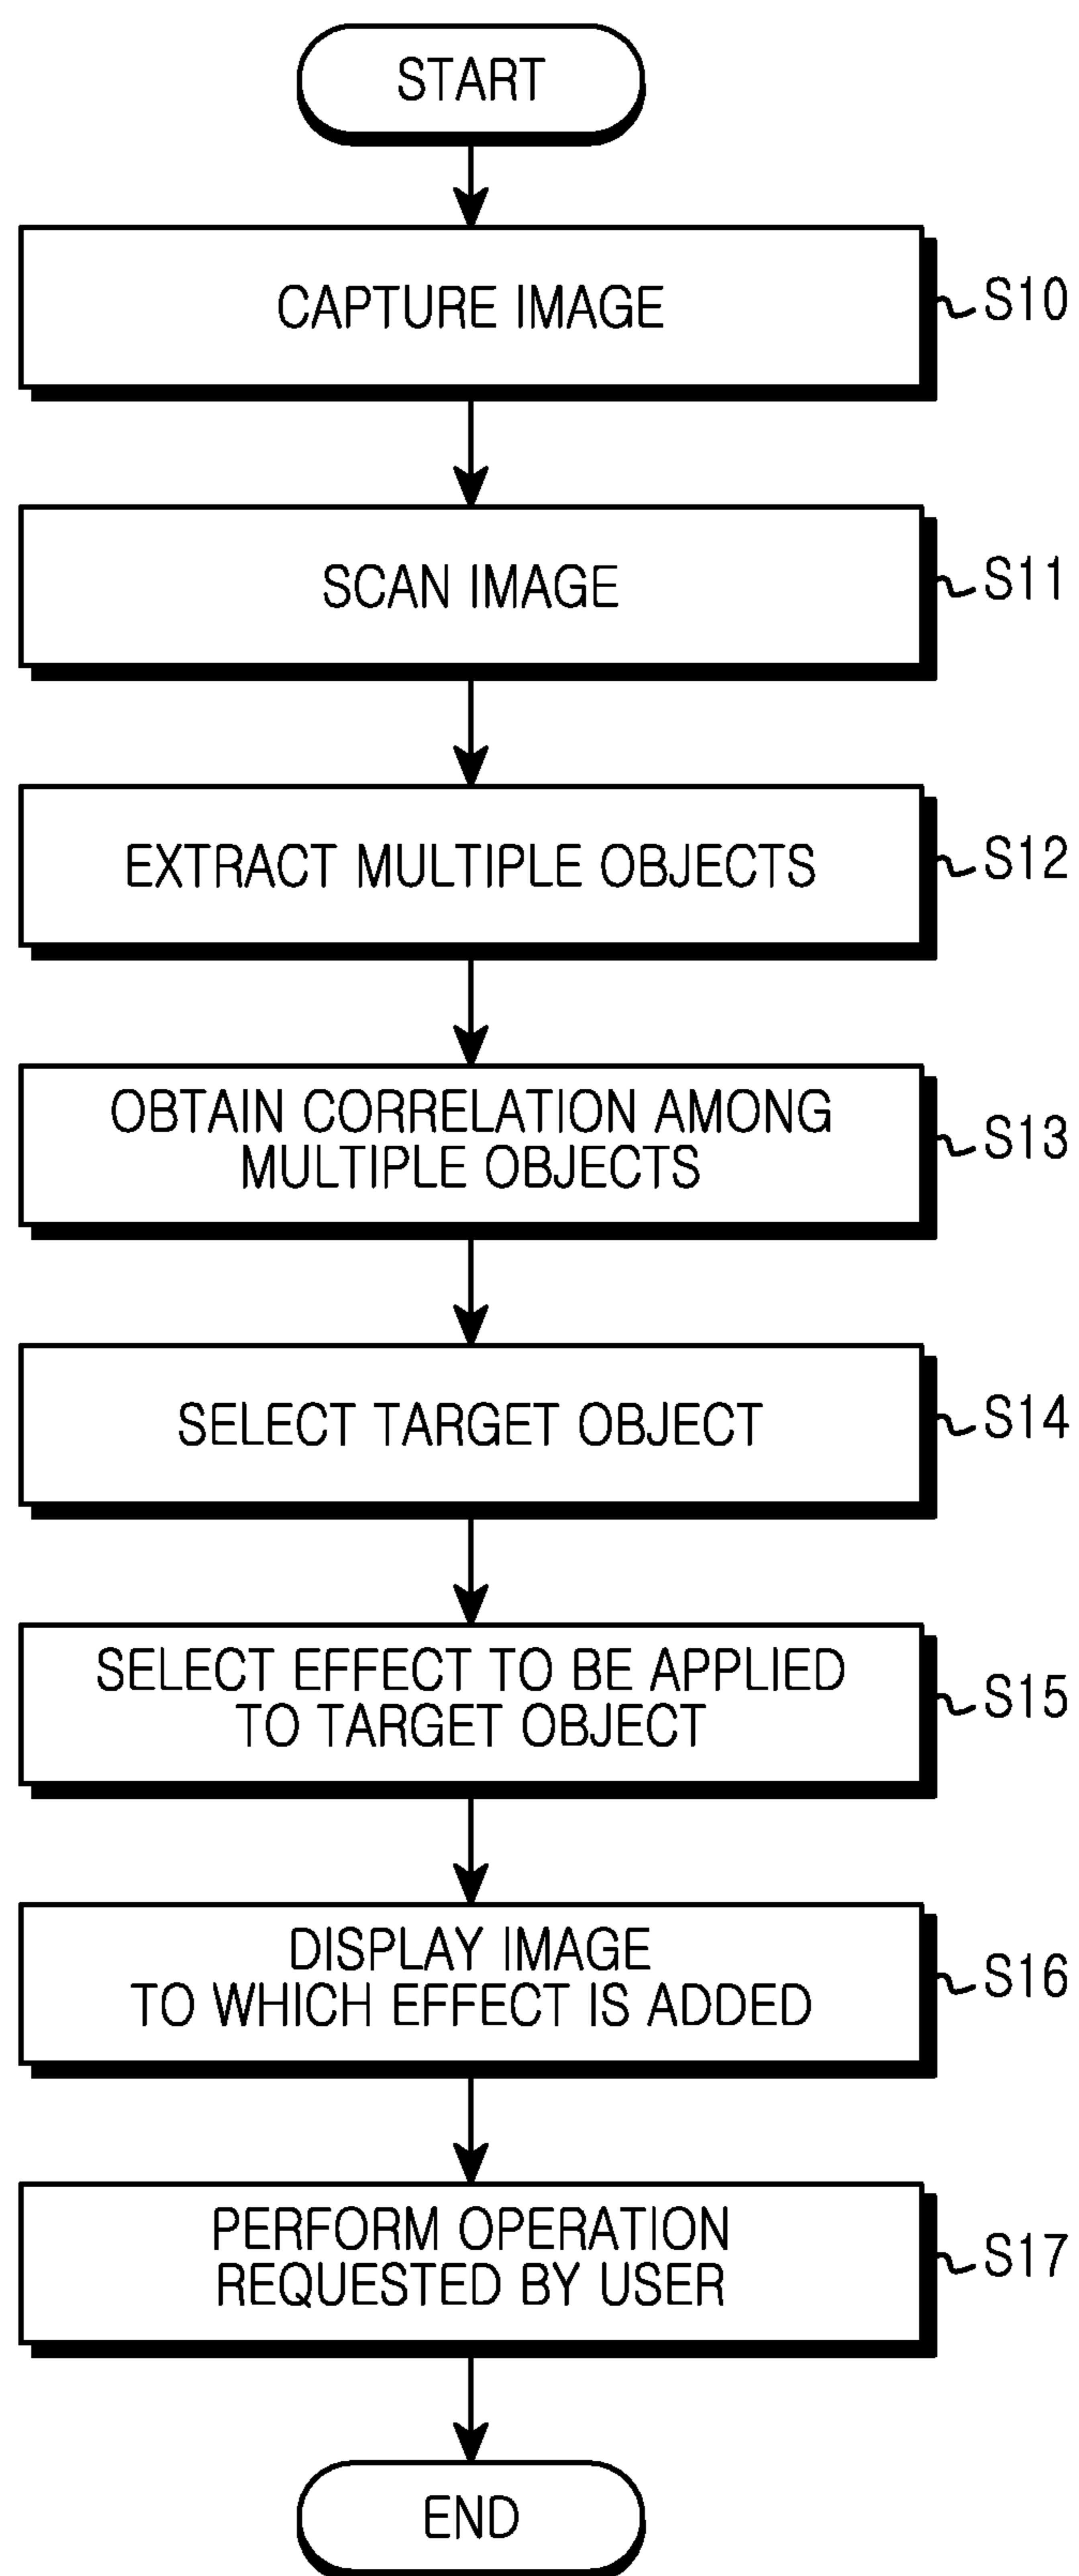 START
CAPTURE IMAGE
S10
SCAN IMAGE
S11
EXTRACT MULTIPLE OBJECTS
S12
OBTAIN CORRELATION AMONG
MULTIPLE OBJECTS
S13
SELECT TARGET OBJECT
S14
SELECT EFFECT TO BE APPLIED
TO TARGET OBJECT
S15
DISPLAY IMAGE
TO WHICH EFFECT IS ADDED
S16
PERFORM OPERATION
REQUESTED BY USER
S17
END